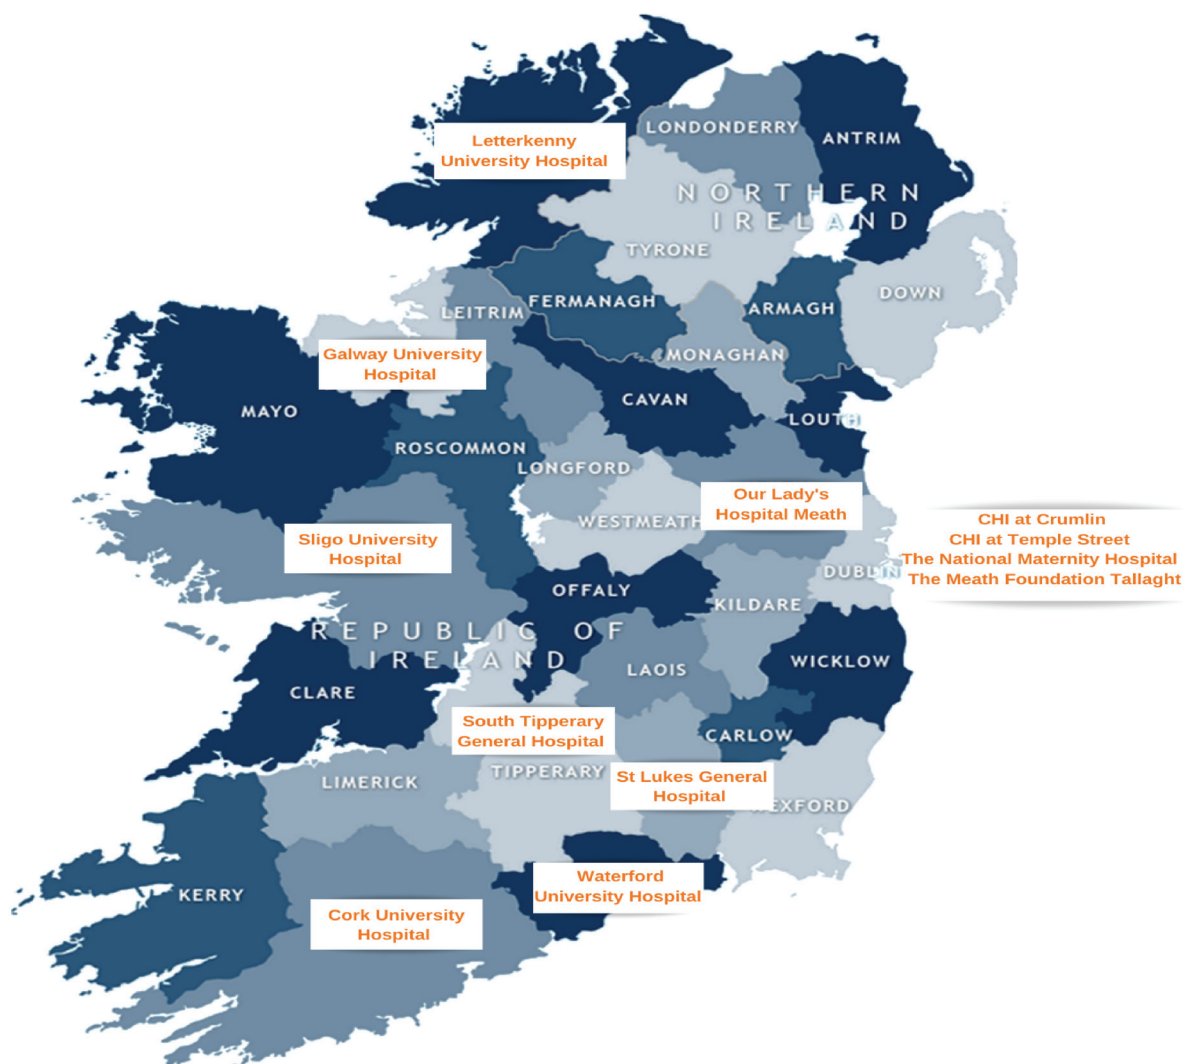 LONDONDERRY
ANTRIM
Letterkenny
University Hospital
NORTHERN
IRELAND
TYRONE
DOWN
FERMANAGH
ARMAGH
LEITRIM
MONAGHAN
Galway University
Hospital
CAVAN
MAYO
LOUTH
ROSCOMMON
LONGFORD
Our Lady's
Hospital Meath
WESTMEATH
CHI at Crumlin
CHI at Temple Street
The National Maternity Hospital
The Meath Foundation Tallaght
Sligo University
Hospital
DUBLIN
OFFALY
KILDARE
REPUBLIC OF
IRELAND
WICKLOW
LAOIS
CLARE
South Tipperary
General Hospital
CARLOW
TIPPERARY
LIMERICK
St Lukes General
Hospital
EXFORD
Waterford
University Hospital
KERRY
Cork University
Hospital